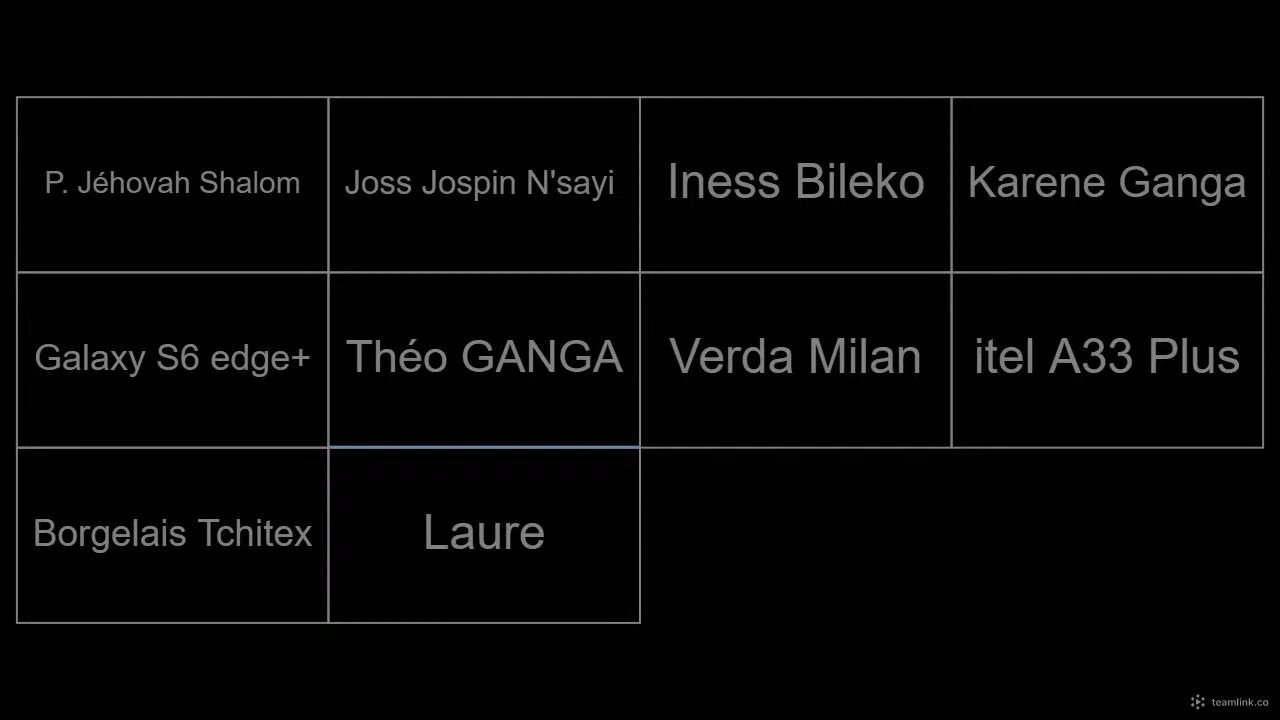 P. Jéhovah Shalom
Joss Jospin N'sayi
Iness Bileko
Karene Ganga
Galaxy S6 edge+
Théo GANGA
Verda Milan
itel A33 Plus
Borgelais Tchitex
Laure
teamlink.co